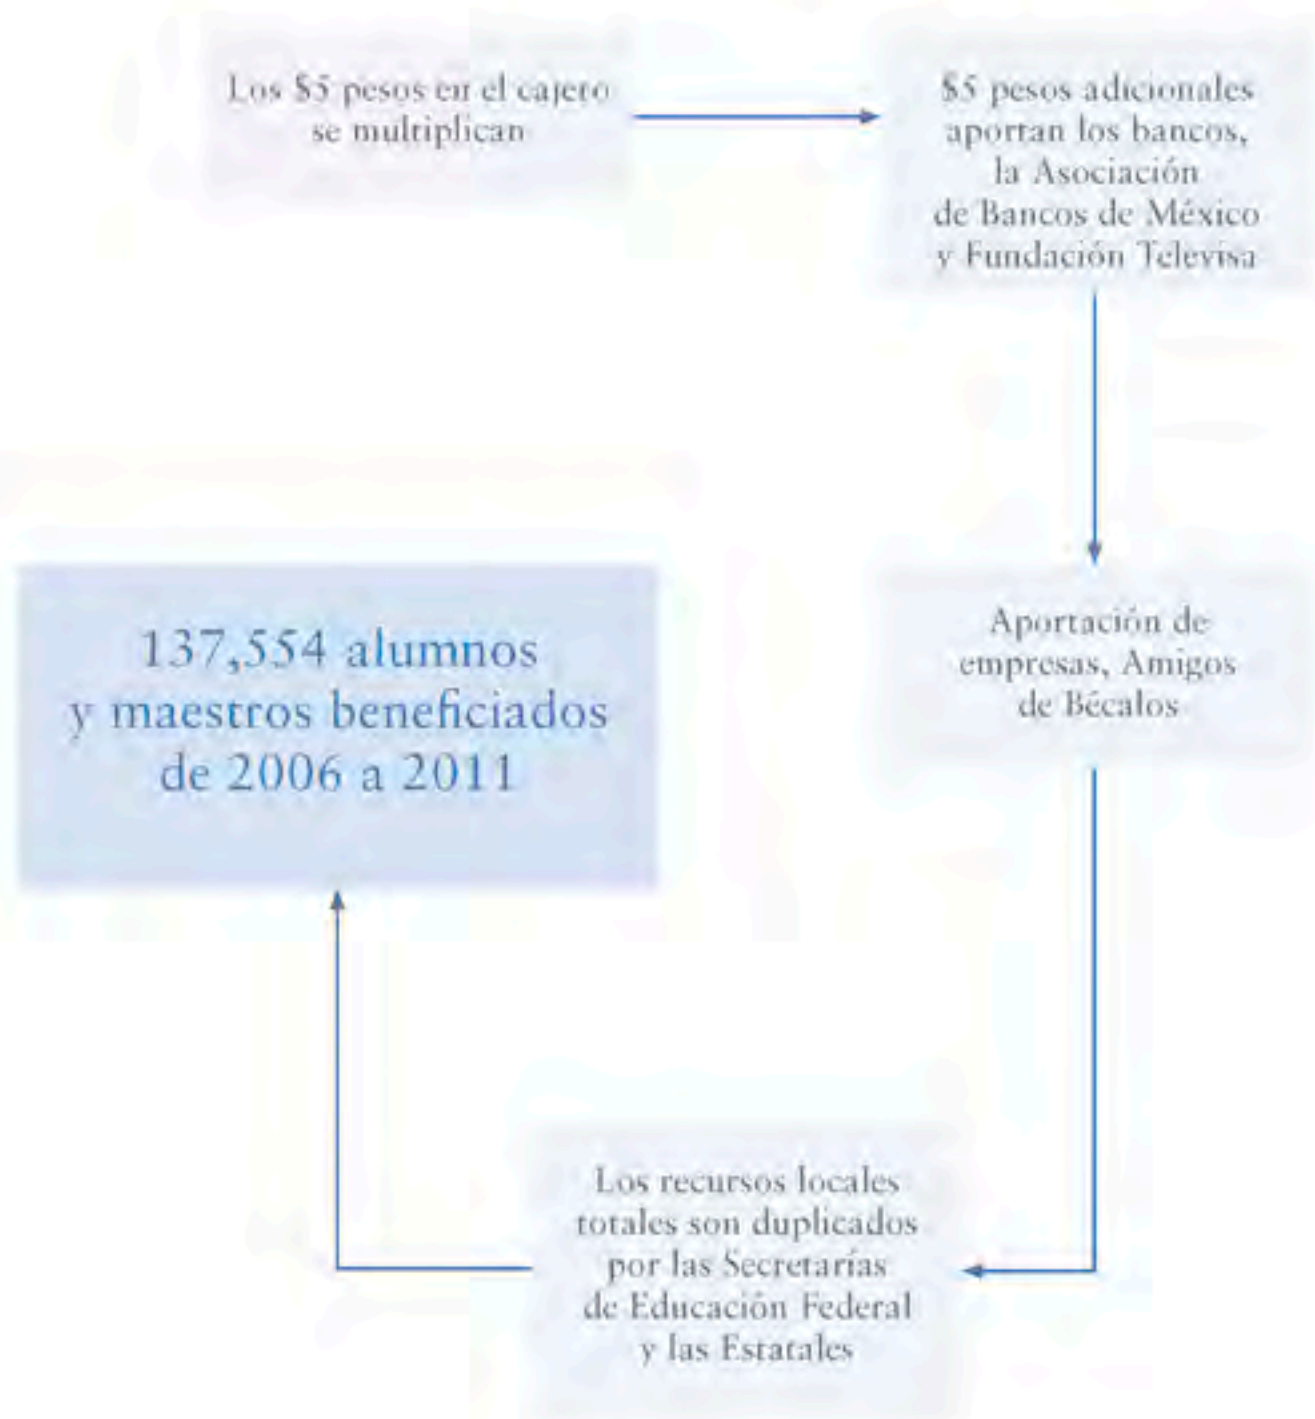 Los $5 pesos en el cajero
se multiplican
$5 pesos adicionales
aportan los bancos,
la Asociación
de Bancos de México
y Fundación Televisa
Aportación de
empresas, Amigos
de Bécalos
Los recursos locales
totales son duplicados
por las Secretarías
de Educación Federal
y las Estatales
137,554 alumnos
y maestros beneficiados
de 2006 a 2011